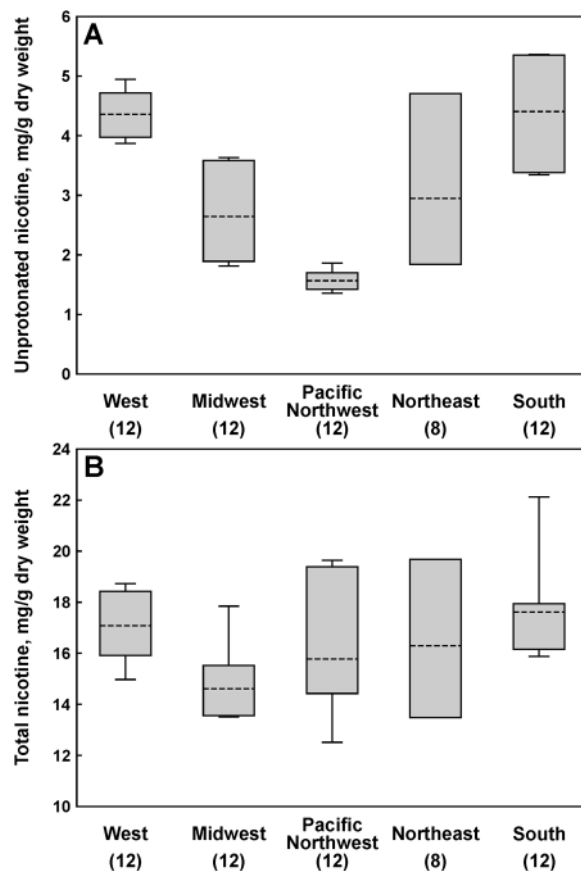 A
Unprotonated nicotine, mg/g dry weight
6
5
4
3
2
1
0
West Midwest Pacific Northwest Northeast South
(12) (12) (12) (8) (12)
B
Total nicotine, mg/g dry weight
24
22
20
18
16
14
12
10
West Midwest Pacific Northwest Northeast South
(12) (12) (12) (8) (12)